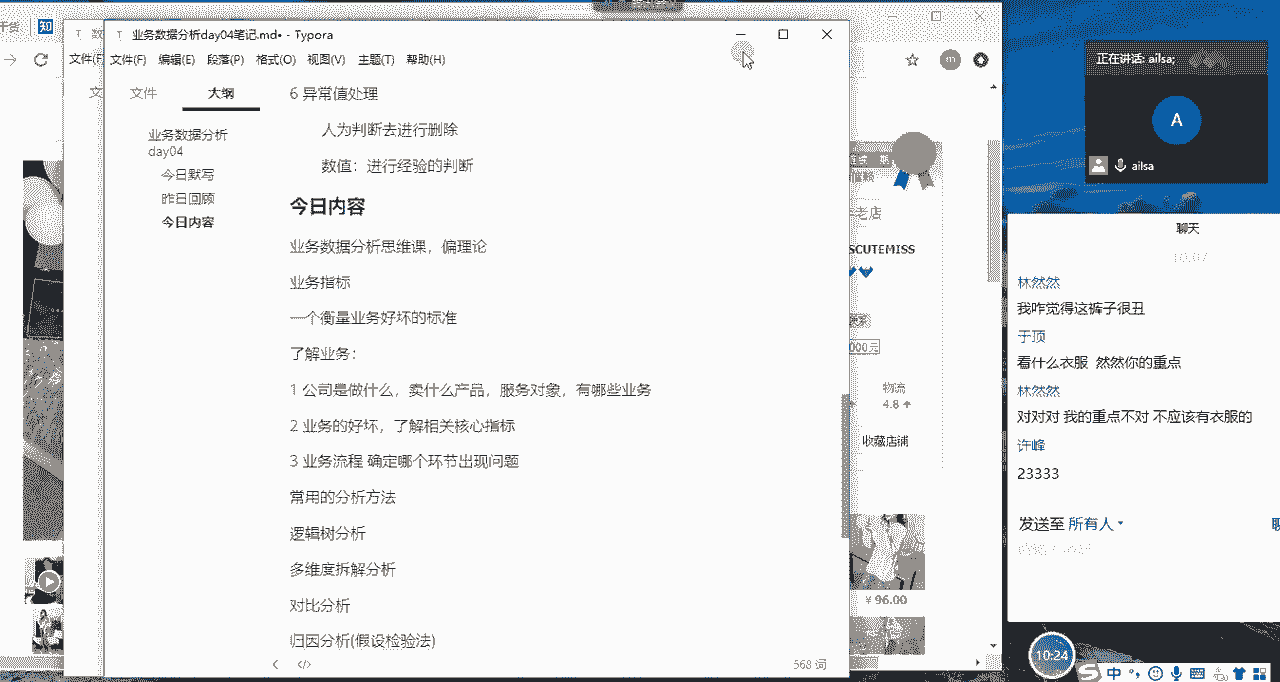 业务数据分析day04笔记.md• - Typora
文件(F) 编辑(E) 段落(P) 格式(O) 视图(V) 主题(T) 帮助(H)
文件
大纲
业务数据分析
day04
今日默写
昨日回顾
今日内容
6 异常值处理
人为判断去进行删除
数值：进行经验的判断
今日内容
业务数据分析思维课，偏理论
业务指标
一个衡量业务好坏的标准
了解业务：
1 公司是做什么，卖什么产品，服务对象，有哪些业务
2 业务的好坏，了解相关核心指标
3 业务流程 确定哪个环节出现问题
常用的分析方法
逻辑树分析
多维度拆解分析
对比分析
归因分析(假设检验法)
568 词
老店
SCUTEMISS
000元
物流
4.8
收藏店铺
¥ 96.00
正在讲话: ailsa;
A
ailsa
聊天
林然然
我咋觉得这裤子很丑
于顶
看什么衣服 然然你的重点
林然然
对对对 我的重点不对 不应该有衣服的
许峰
23333
发送至 所有人
10:24
中